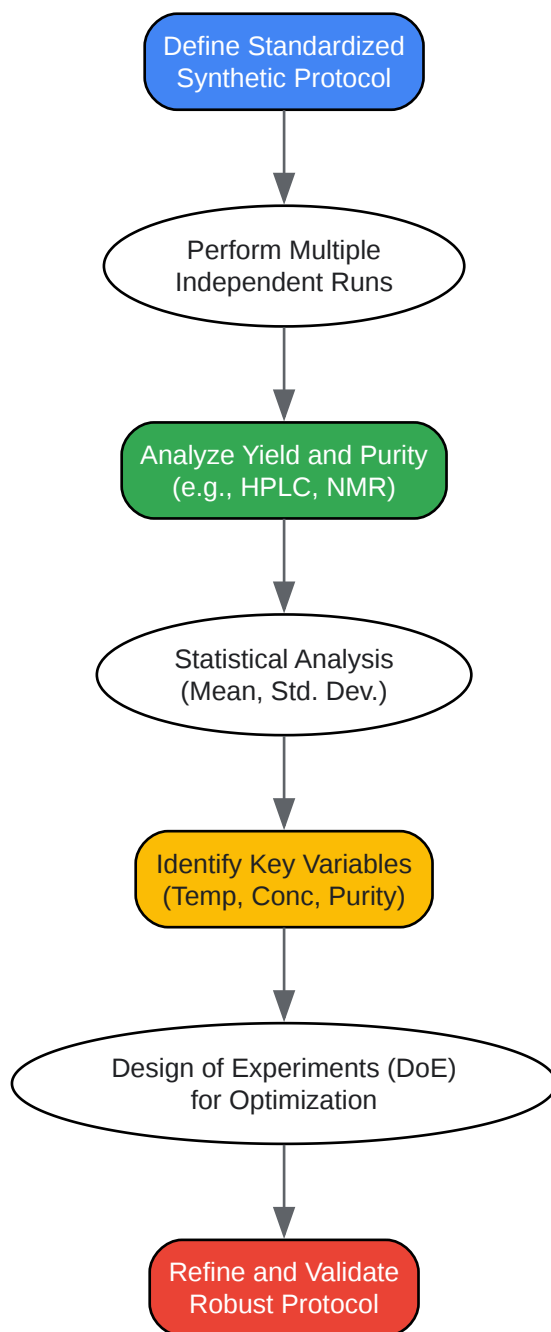 Define Standardized
Synthetic Protocol
Perform Multiple
Independent Runs
Analyze Yield and Purity
(e.g., HPLC, NMR)
Statistical Analysis
(Mean, Std. Dev.)
Identify Key Variables
(Temp, Conc, Purity)
Design of Experiments (DoE)
for Optimization
Refine and Validate
Robust Protocol